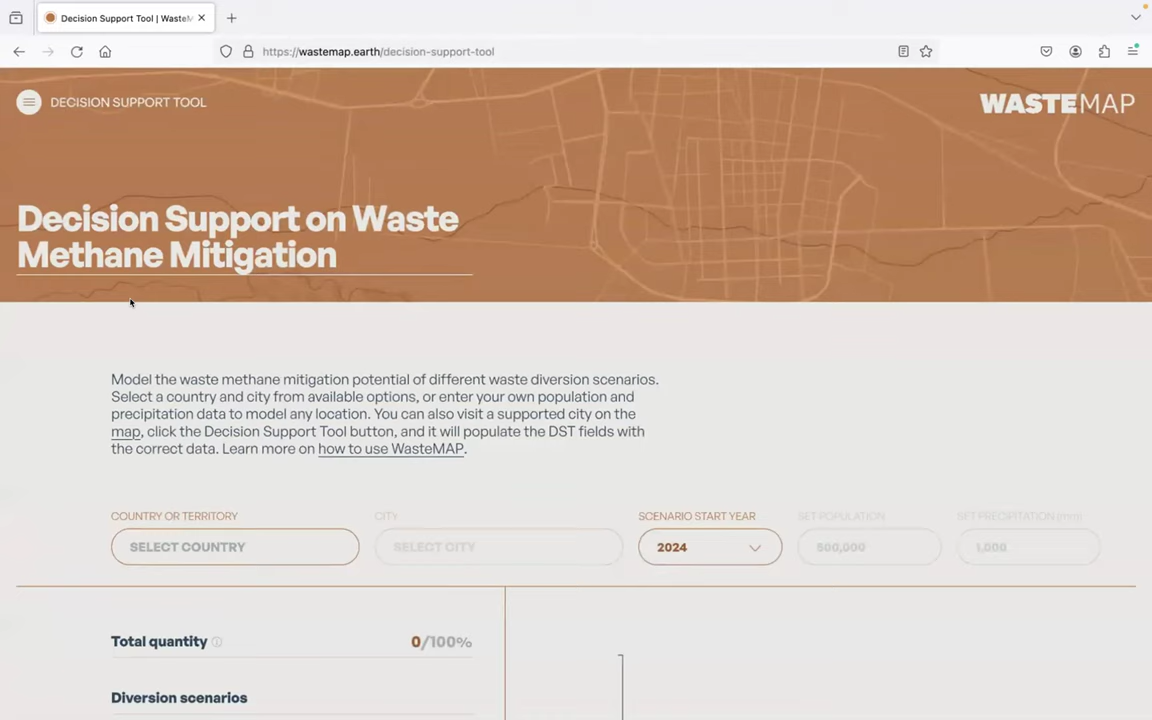 Decision Support Tool | WasteM
https://wastemap.earth/decision-support-tool
DECISION SUPPORT TOOL
WASTEMAP
Decision Support on Waste
Methane Mitigation
Model the waste methane mitigation potential of different waste diversion scenarios.
Select a country and city from available options, or enter your own population and
precipitation data to model any location. You can also visit a supported city on the
map, click the Decision Support Tool button, and it will populate the DST fields with
the correct data. Learn more on how to use WasteMAP.
COUNTRY OR TERRITORY
CITY
SCENARIO START YEAR
SET POPULATION
SET PRECIPITATION (mm)
SELECT COUNTRY
SELECT CITY
2024
500,000
1,000
Total quantity
0/100%
Diversion scenarios